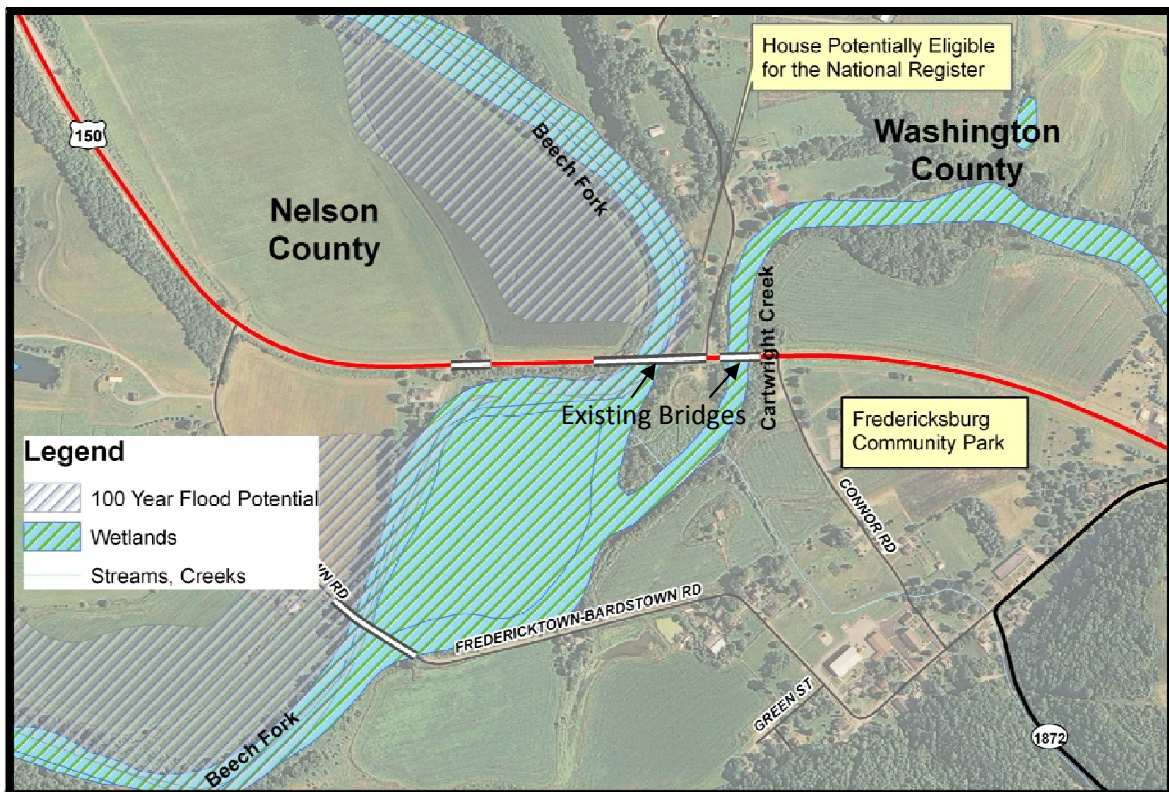 House Potentially Eligible
for the National Register
Washington
County
150
Beech Fork
Nelson
County
Cartwright Creek
Existing Bridges
Fredericksburg
Community Park
Legend
100 Year Flood Potential
Wetlands
Streams, Creeks
CONNOR RD
WN RD
FREDERICKTOWN-BARDSTOWN RD
GREEN ST
Beech Fork
1872